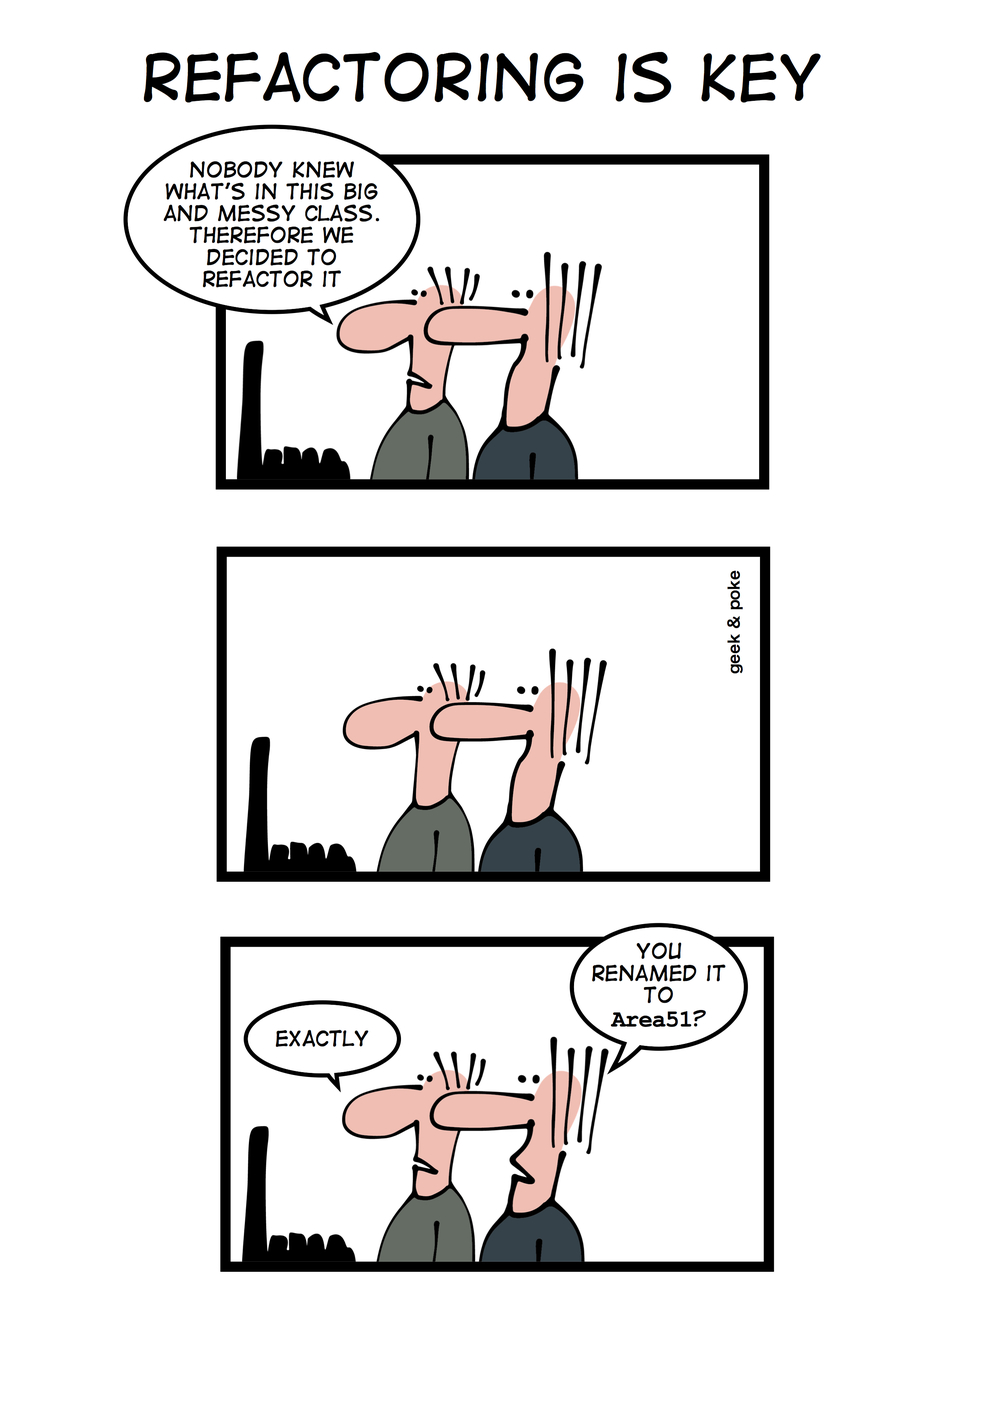 REFACTORING IS KEY
NOBODY KNEW
WHAT'S IN THIS BIG
AND MESSY CLASS.
THEREFORE WE
DECIDED TO
REFACTOR IT
geek & poke
EXACTLY
YOU
RENAMED IT
TO
Area51?